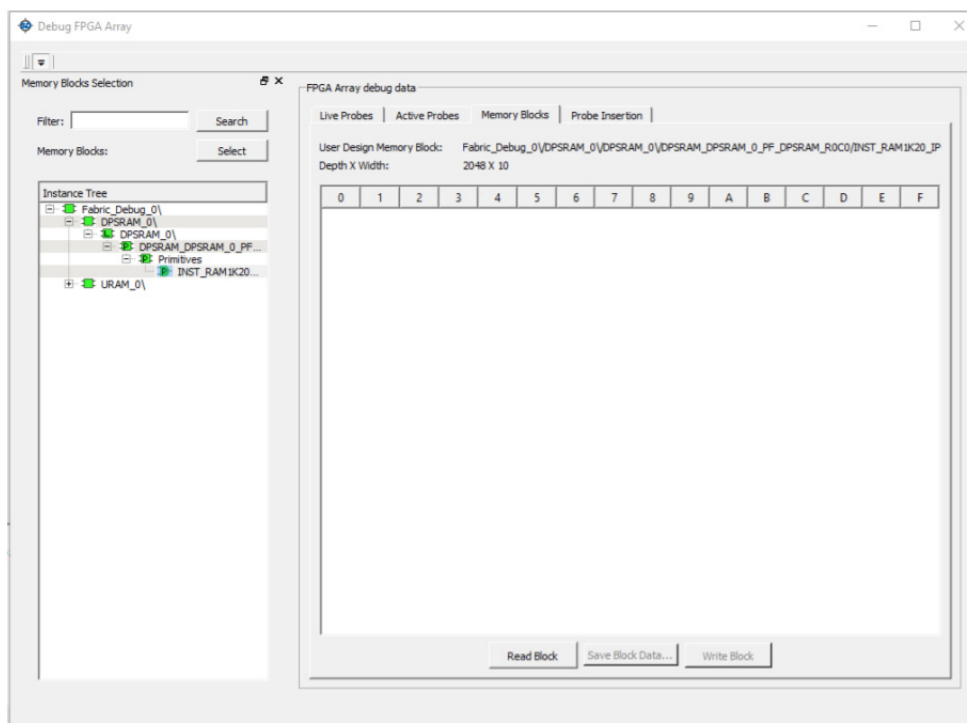 Debug FPGA Array
Memory Blocks Selection
Filter: Search
Memory Blocks: Select
Instance Tree
Fabric_Debug_0\
DPSRAM_0\
DPSRAM_0\
DPSRAM_DPSRAM_0_PF...
Primitives
INST_RAM1K20...
URAM_0\
FPGA Array debug data
Live Probes Active Probes Memory Blocks Probe Insertion
User Design Memory Block: Fabric_Debug_0\/DPSRAM_0\/DPSRAM_0\/DPSRAM_DPSRAM_0_PF_DPSRAM_R0C0/INST_RAM1K20_IP
Depth X Width: 2048 X 10
0 1 2 3 4 5 6 7 8 9 A B C D E F
Read Block Save Block Data... Write Block